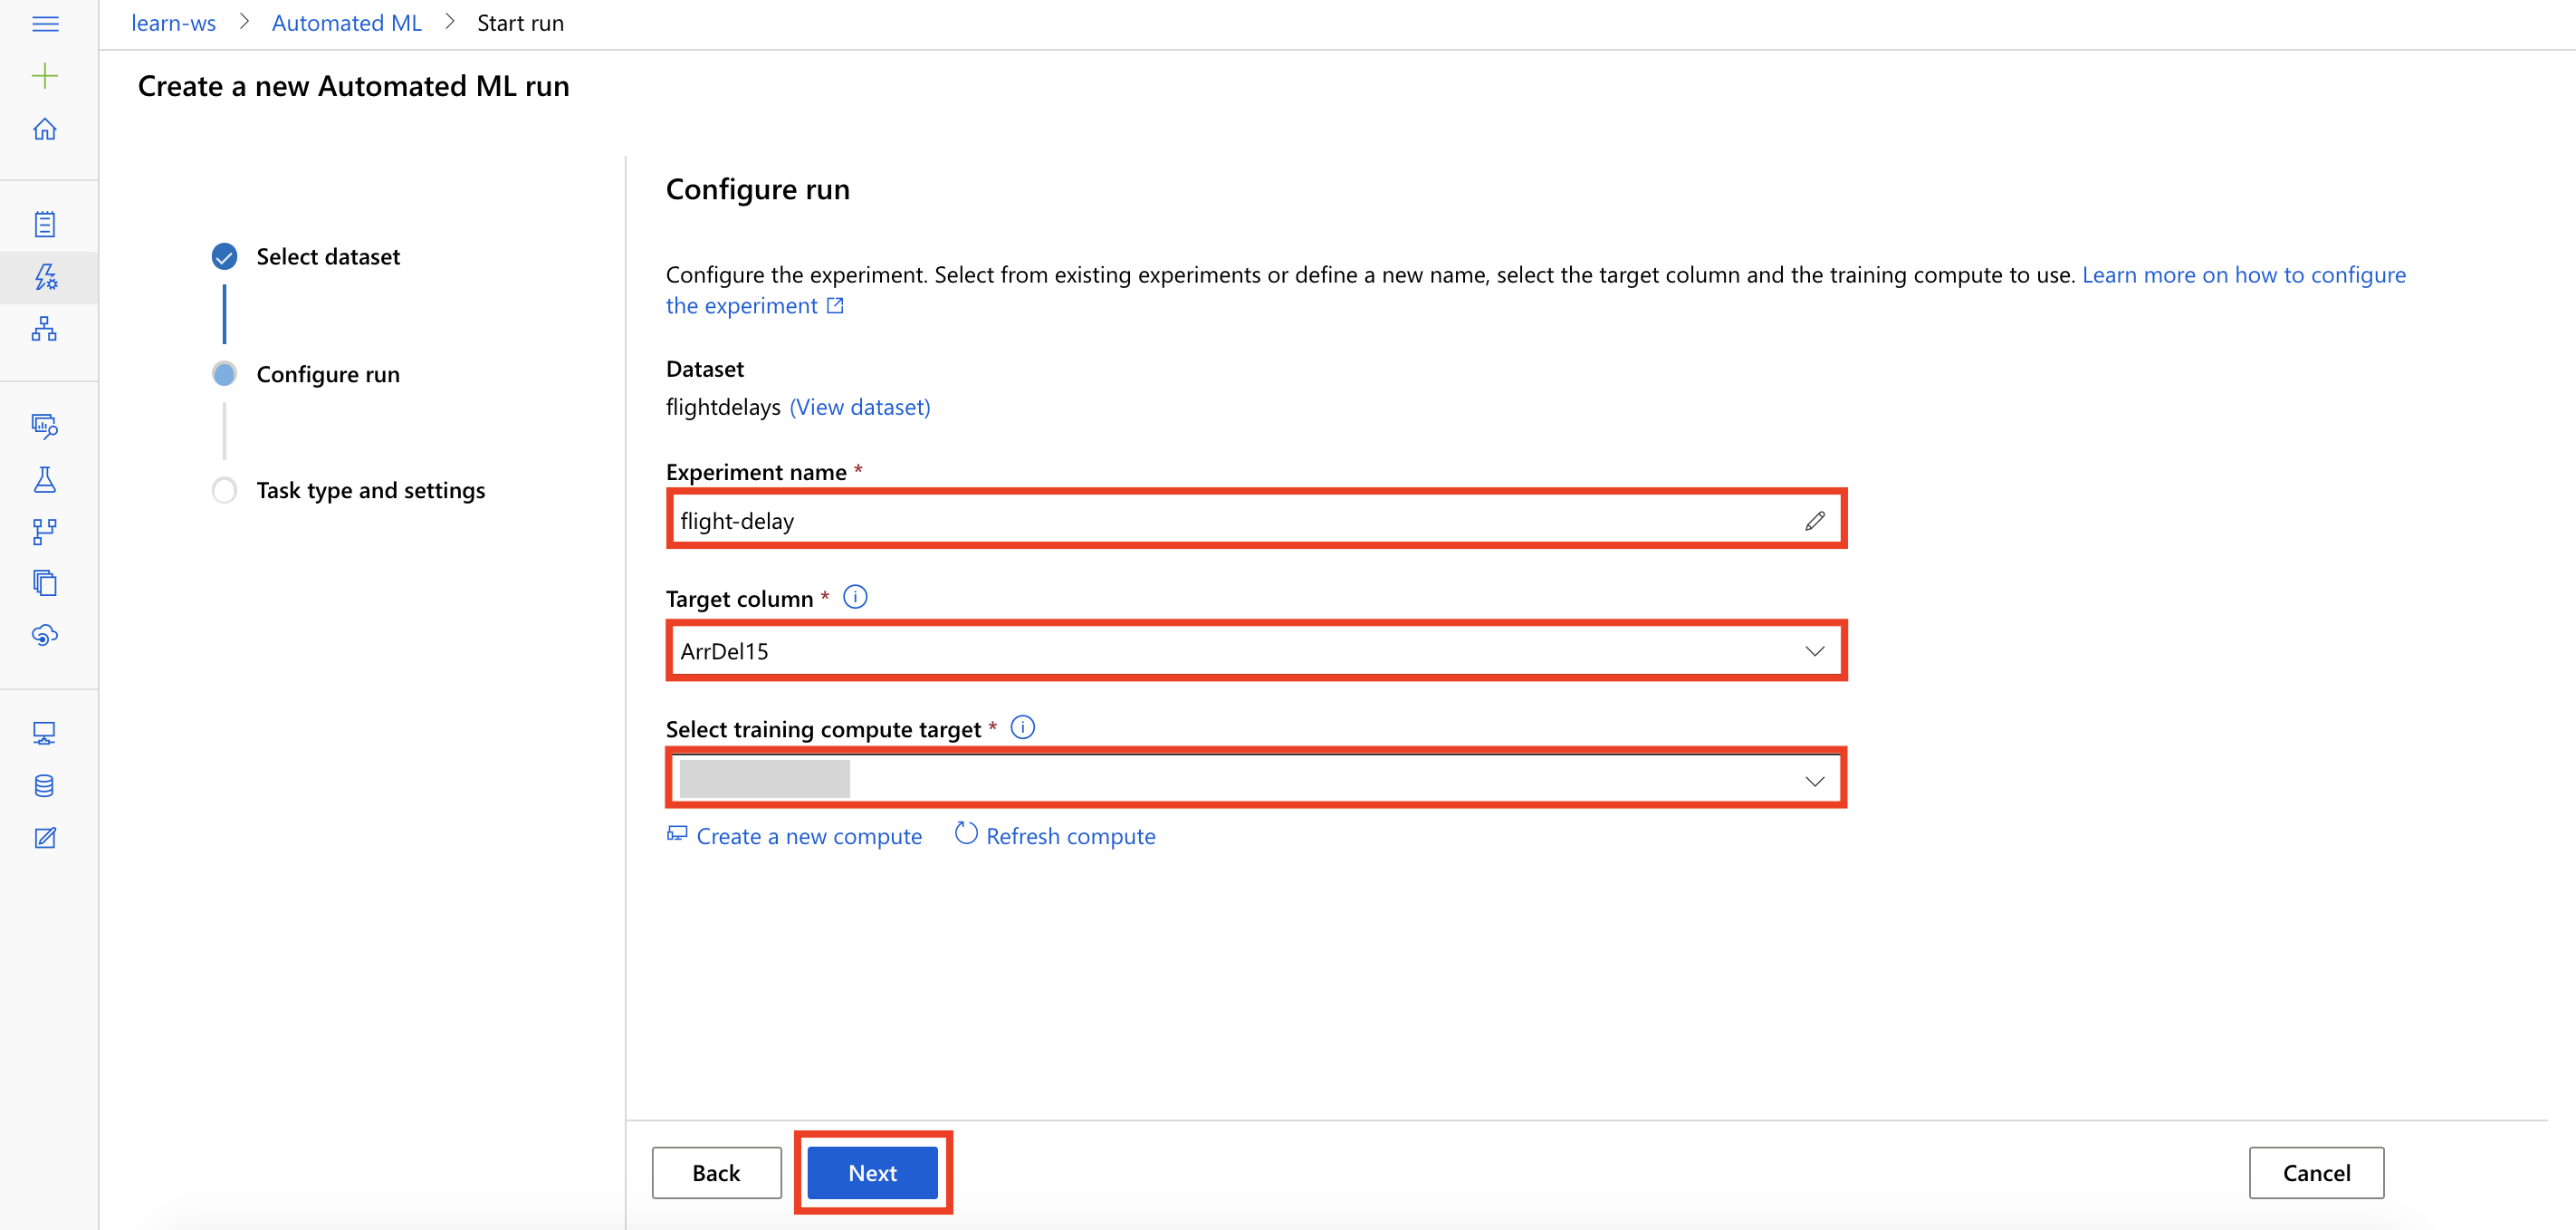 learn-ws > Automated ML > Start run
Create a new Automated ML run
Select dataset
Configure run
Task type and settings
Configure run
Configure the experiment. Select from existing experiments or define a new name, select the target column and the training compute to use. Learn more on how to configure
the experiment
Dataset
flightdelays (View dataset)
Experiment name *
flight-delay
Target column *
ArrDel15
Select training compute target *
Create a new compute Refresh compute
Back Next Cancel